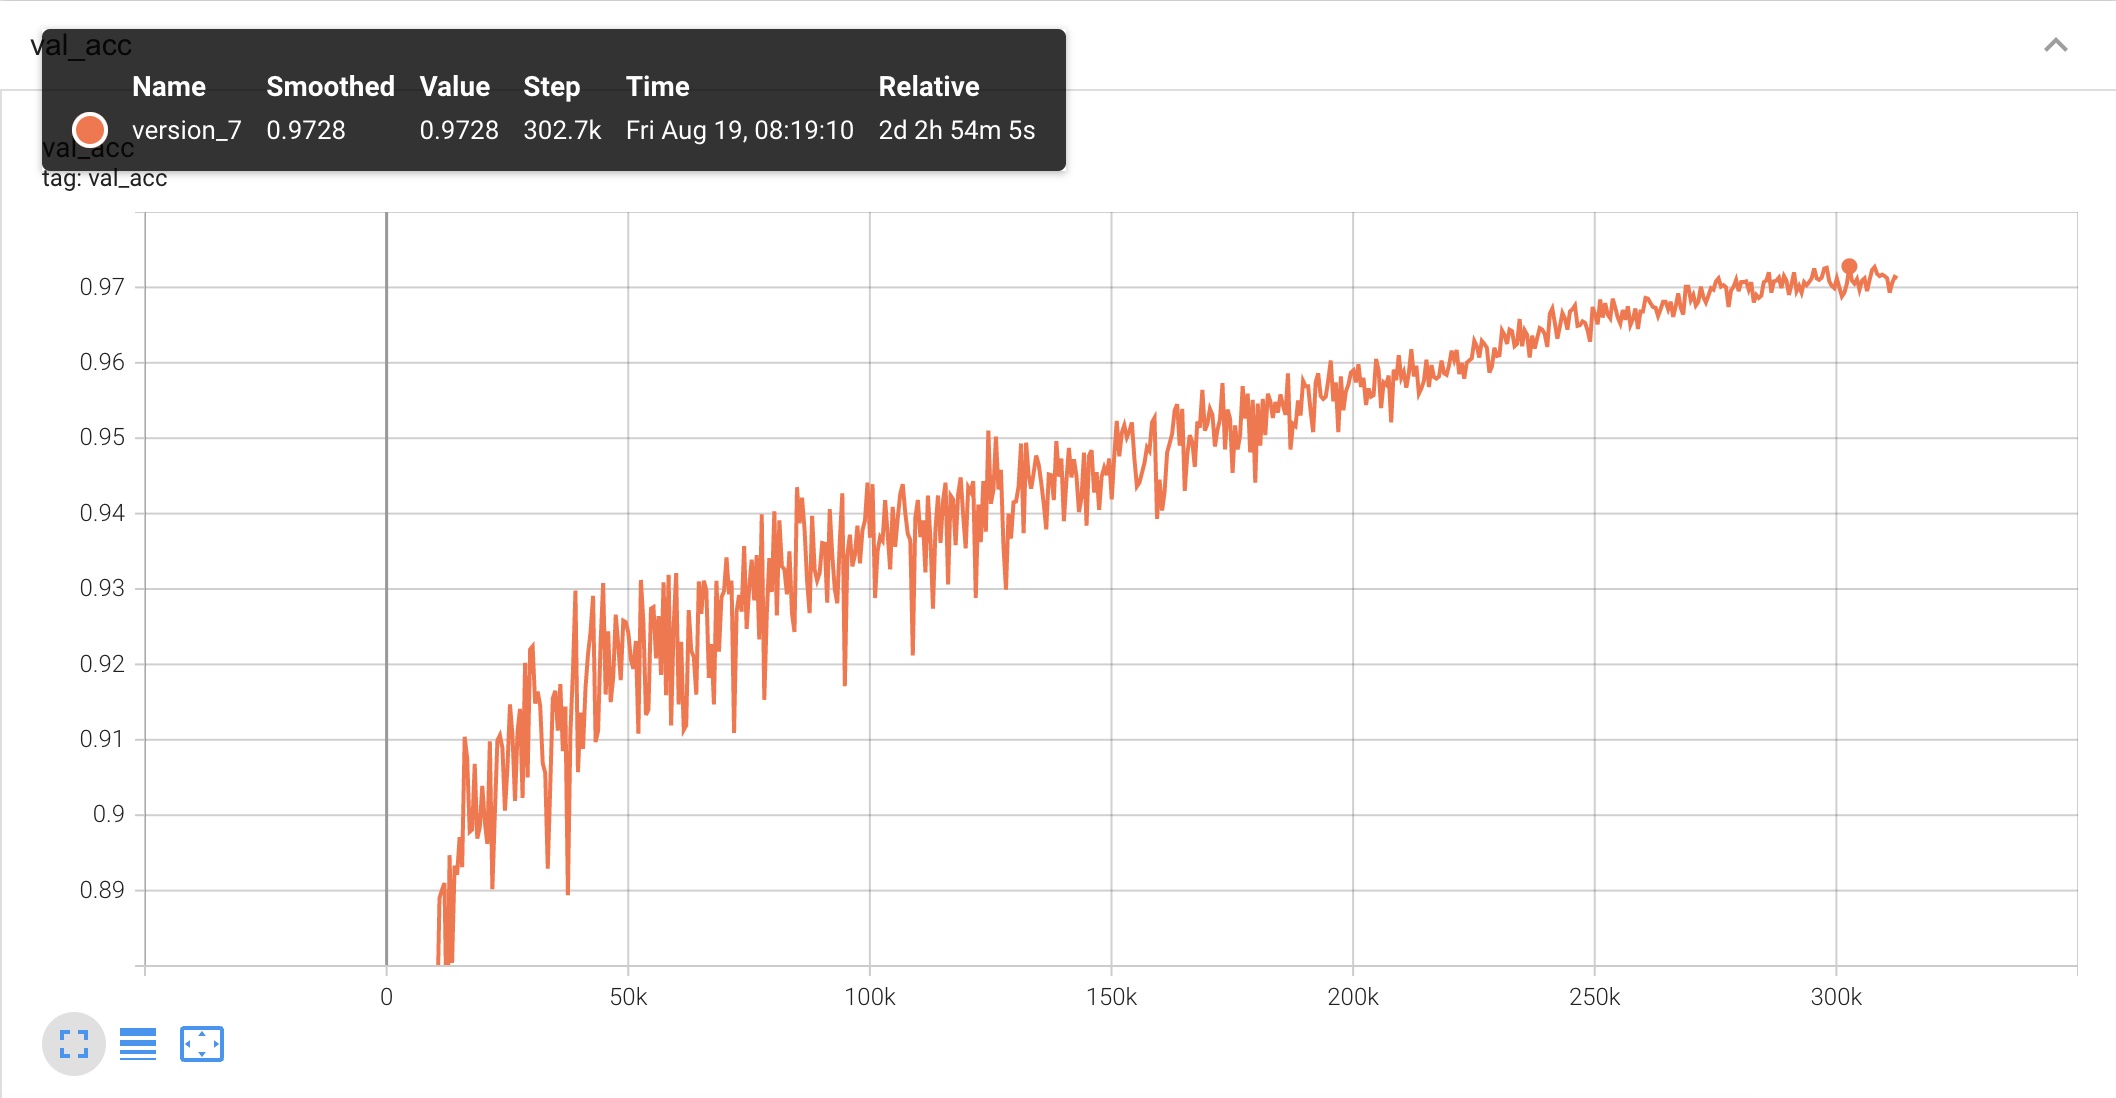 val_acc
Name Smoothed Value Step Time Relative
version_7 0.9728 0.9728 302.7k Fri Aug 19, 08:19:10 2d 2h 54m 5s
val_acc
tag: val_acc
0.97
0.96
0.95
0.94
0.93
0.92
0.91
0.9
0.89
0 50k 100k 150k 200k 250k 300k